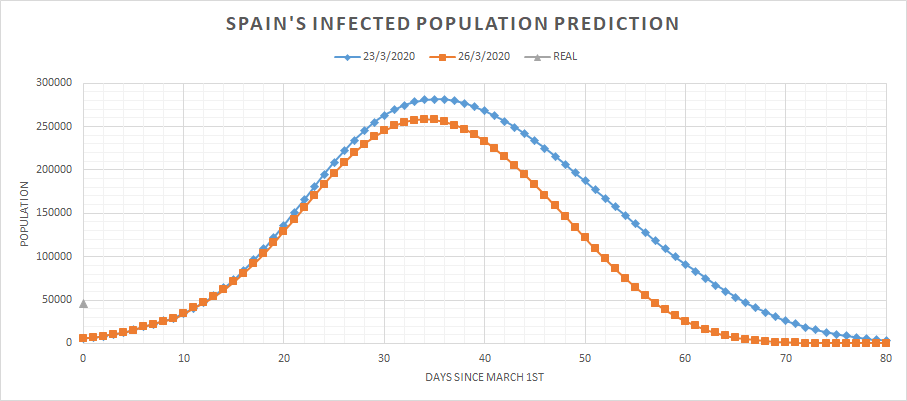 SPAIN'S INFECTED POPULATION PREDICTION
23/3/2020 26/3/2020 REAL
300000
250000
200000
150000
100000
50000
0
POPULATION
0 10 20 30 40 50 60 70 80
DAYS SINCE MARCH 1ST